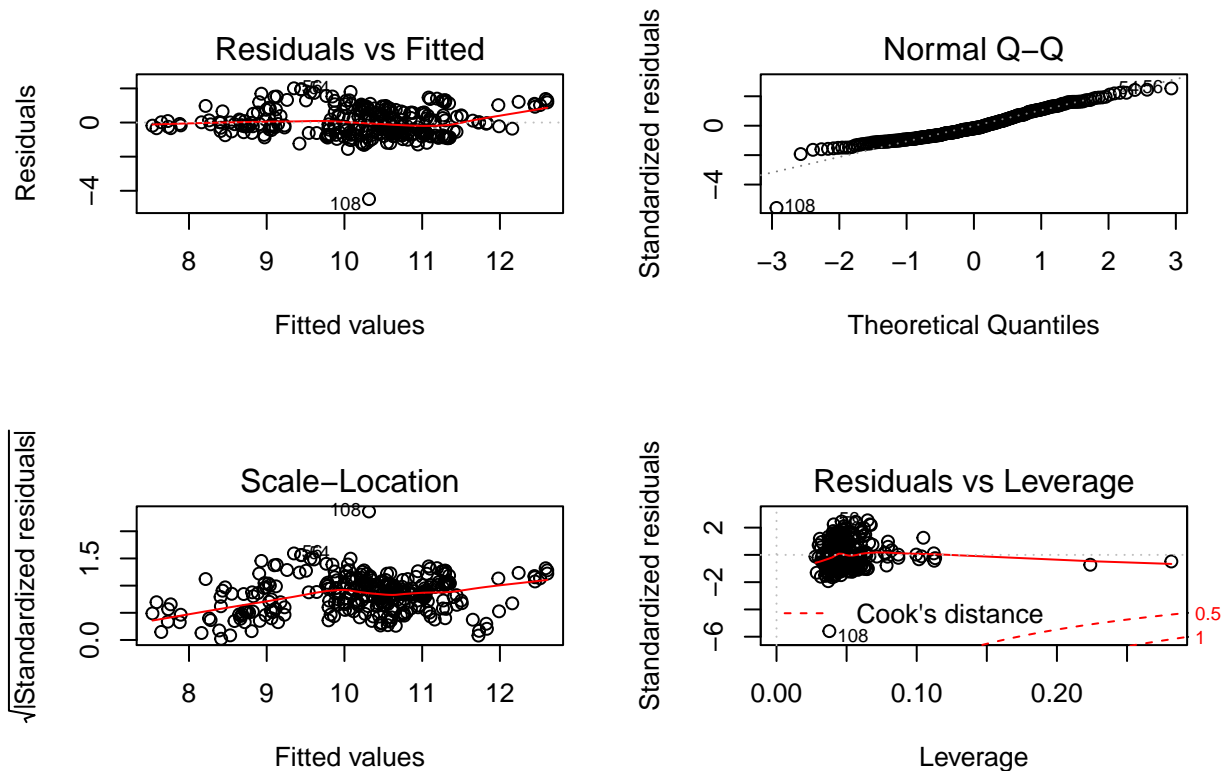 Residuals vs Fitted
Residuals
0
−4
564
108
8 9 10 11 12
Fitted values
Normal Q−Q
Standardized residuals
0
−4
54 56
108
−3 −2 −1 0 1 2 3
Theoretical Quantiles
Scale−Location
√|Standardized residuals|
1.5
0.0
108
564
8 9 10 11 12
Fitted values
Residuals vs Leverage
Standardized residuals
2
−2
−6
Cook's distance
108
0.5
1
0.00 0.10 0.20
Leverage